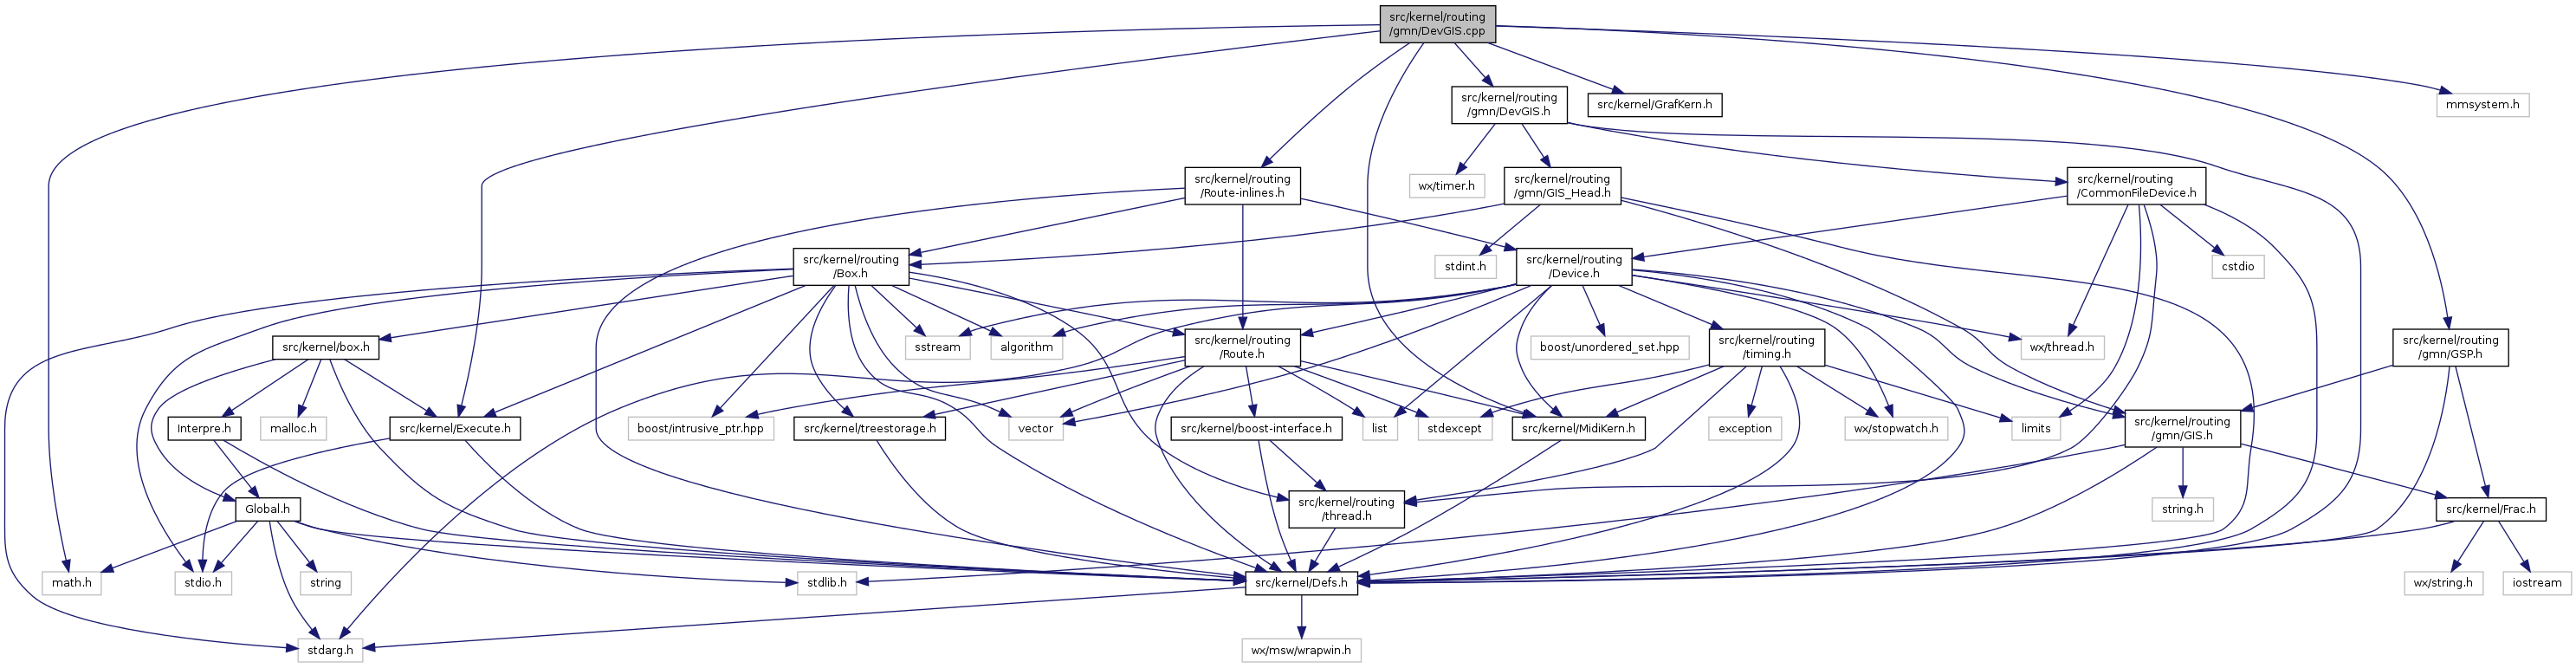 src/kernel/routing
/gmn/DevGIS.cpp
src/kernel/routing
/gmn/DevGIS.h
src/kernel/GrafKern.h
mmsystem.h
src/kernel/routing
/Route-inlines.h
wx/timer.h
src/kernel/routing
/gmn/GIS_Head.h
src/kernel/routing
/CommonFileDevice.h
src/kernel/routing
/Box.h
stdint.h
src/kernel/routing
/Device.h
cstdio
src/kernel/box.h
sstream
algorithm
src/kernel/routing
/Route.h
boost/unordered_set.hpp
src/kernel/routing
/timing.h
wx/thread.h
src/kernel/routing
/gmn/GSP.h
Interpre.h
malloc.h
src/kernel/Execute.h
boost/intrusive_ptr.hpp
src/kernel/treestorage.h
vector
src/kernel/boost-interface.h
list
stdexcept
src/kernel/MidiKern.h
exception
wx/stopwatch.h
limits
src/kernel/routing
/gmn/GIS.h
Global.h
src/kernel/routing
/thread.h
string.h
src/kernel/Frac.h
math.h
stdio.h
string
stdlib.h
src/kernel/Defs.h
wx/string.h
iostream
stdarg.h
wx/msw/wrapwin.h